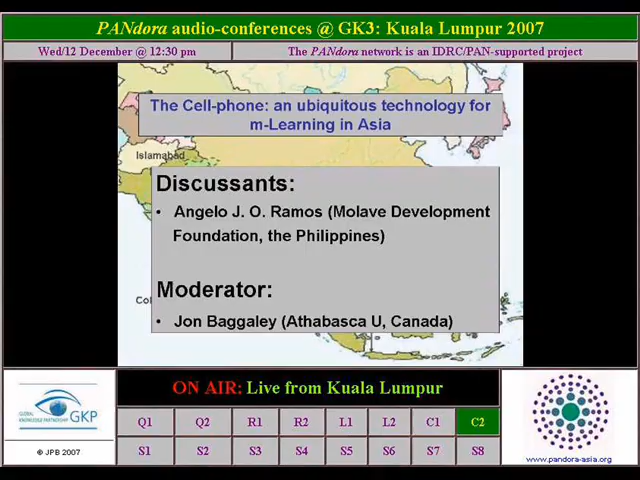 PANdora audio-conferences @ GK3: Kuala Lumpur 2007
Wed/12 December @ 12:30 pm
The PANdora network is an IDRC/PAN-supported project
The Cell-phone: an ubiquitous technology for
m-Learning in Asia
Islamabad
Discussants:
• Angelo J. O. Ramos (Molave Development
Foundation, the Philippines)
Moderator:
Co
• Jon Baggaley (Athabasca U, Canada)
ON AIR: Live from Kuala Lumpur
GLOBAL
KNOWLEDGE PARTNERSHIP
GKP
Q1 Q2 R1 R2 L1 L2 C1 C2
© JPB 2007
S1 S2 S3 S4 S5 S6 S7 S8
www.pandora-asia.org